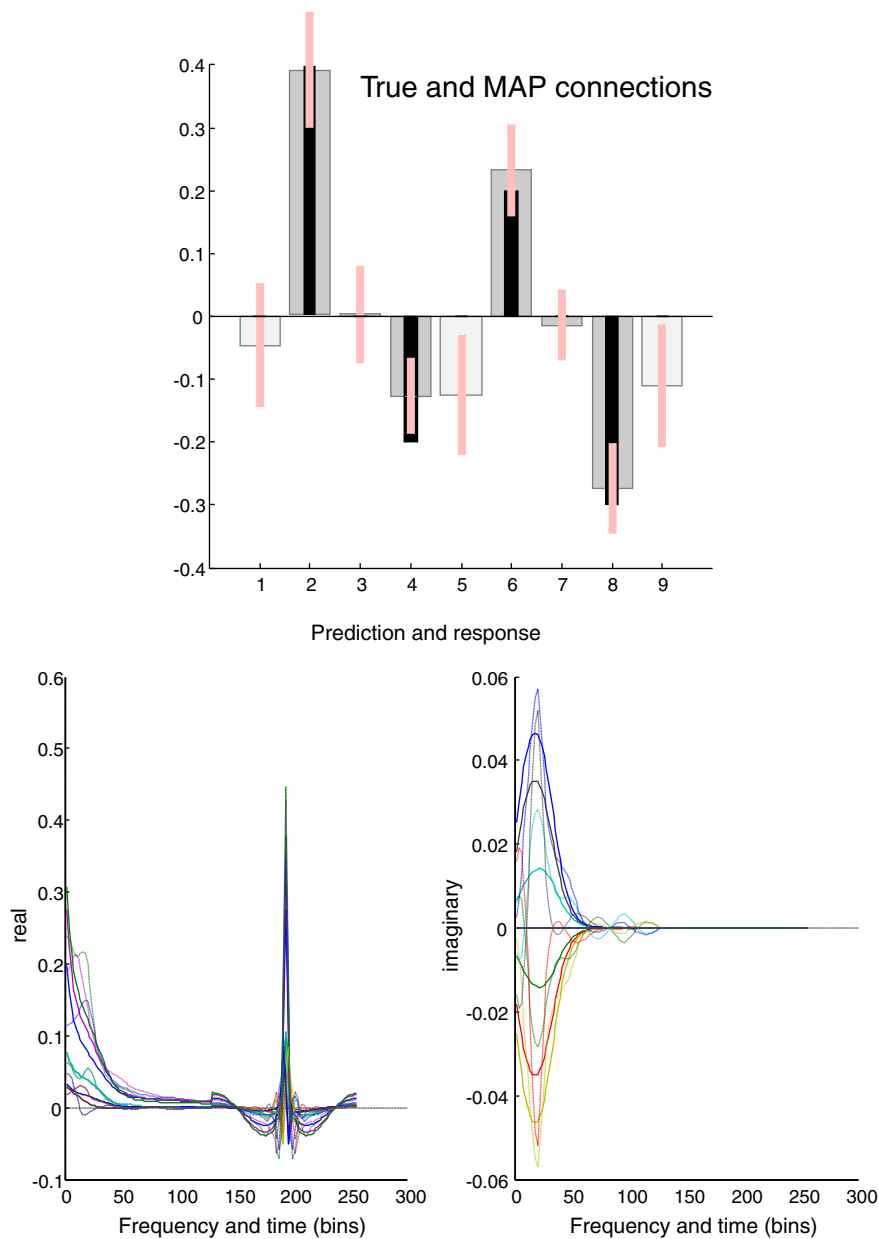 True and MAP connections
0.4
0.3
0.2
0.1
0
-0.1
-0.2
-0.3
-0.4
1 2 3 4 5 6 7 8 9
Prediction and response
0.6
0.5
0.4
0.3
0.2
0.1
0
-0.1
real
0 50 100 150 200 250 300
Frequency and time (bins)
0.06
0.04
0.02
0
-0.02
-0.04
-0.06
imaginary
0 50 100 150 200 250 300
Frequency and time (bins)